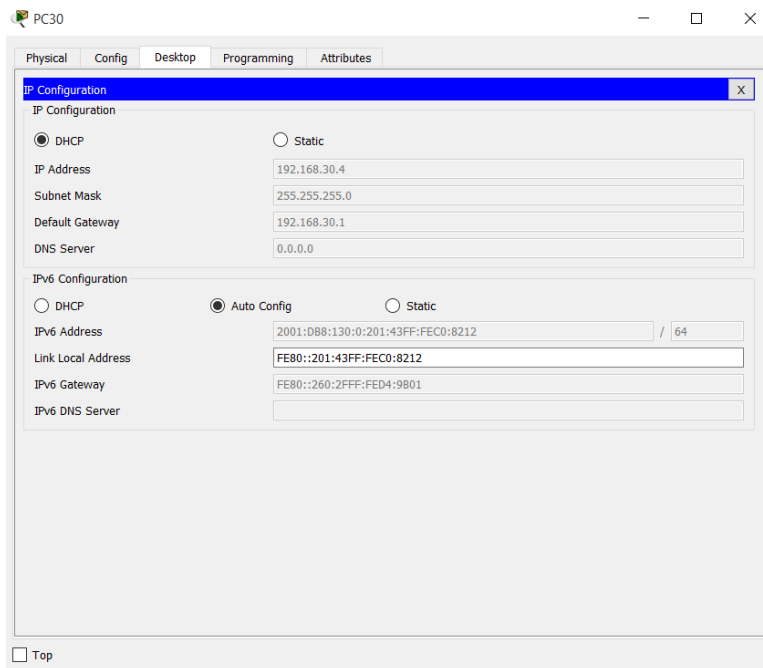 PC30
Physical Config Desktop Programming Attributes
IP Configuration X
IP Configuration
DHCP Static
IP Address 192.168.30.4
Subnet Mask 255.255.255.0
Default Gateway 192.168.30.1
DNS Server 0.0.0.0
IPv6 Configuration
DHCP Auto Config Static
IPv6 Address 2001:DB8:130:0:201:43FF:FEC0:8212 / 64
Link Local Address FE80::201:43FF:FEC0:8212
IPv6 Gateway FE80::260:2FFF:FED4:9B01
IPv6 DNS Server
Top